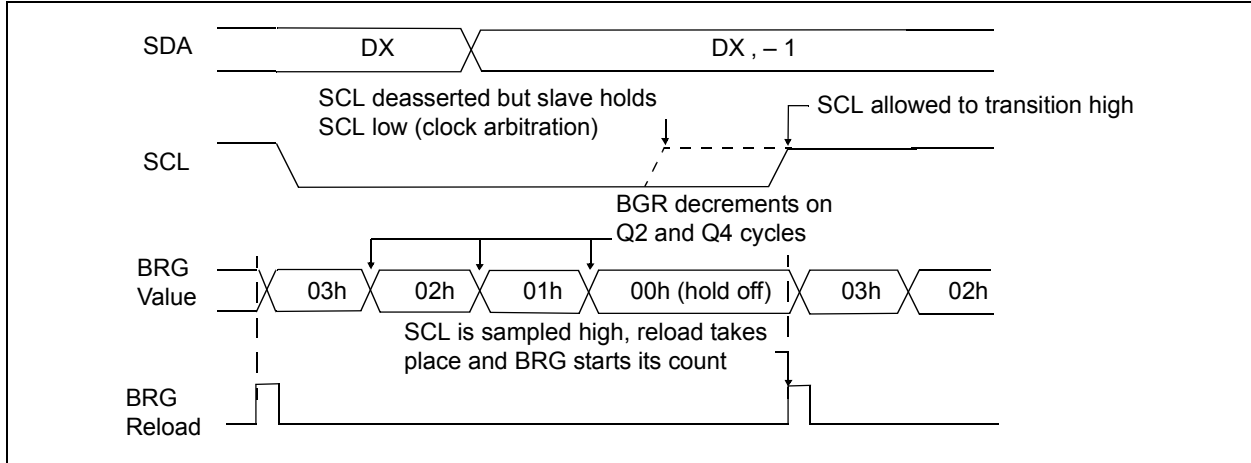 SDA
DX
DX , – 1
SCL deasserted but slave holds
SCL low (clock arbitration)
SCL allowed to transition high
SCL
BGR decrements on
Q2 and Q4 cycles
BRG
Value
03h
02h
01h
00h (hold off)
03h
02h
SCL is sampled high, reload takes
place and BRG starts its count
BRG
Reload